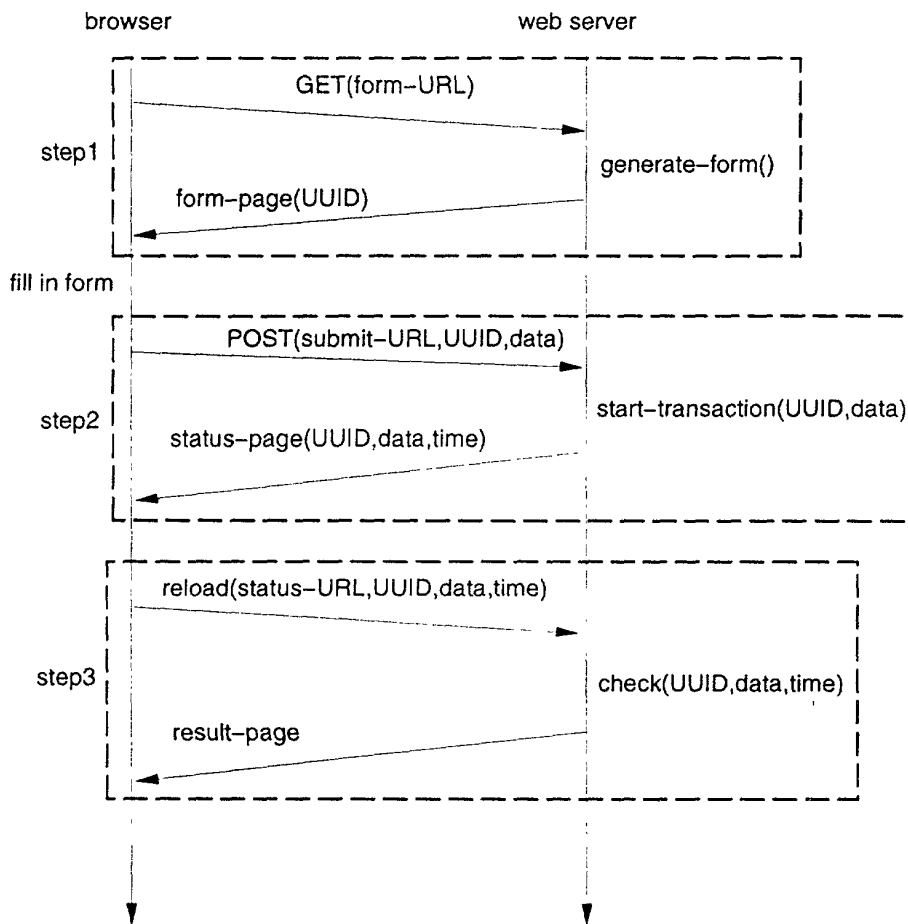 browser
web server
GET(form–URL)
step1
generate–form()
form–page(UUID)
fill in form
POST(submit–URL,UUID,data)
start–transaction(UUID,data)
step2
status–page(UUID,data,time)
reload(status–URL,UUID,data,time)
step3
check(UUID,data,time)
result–page